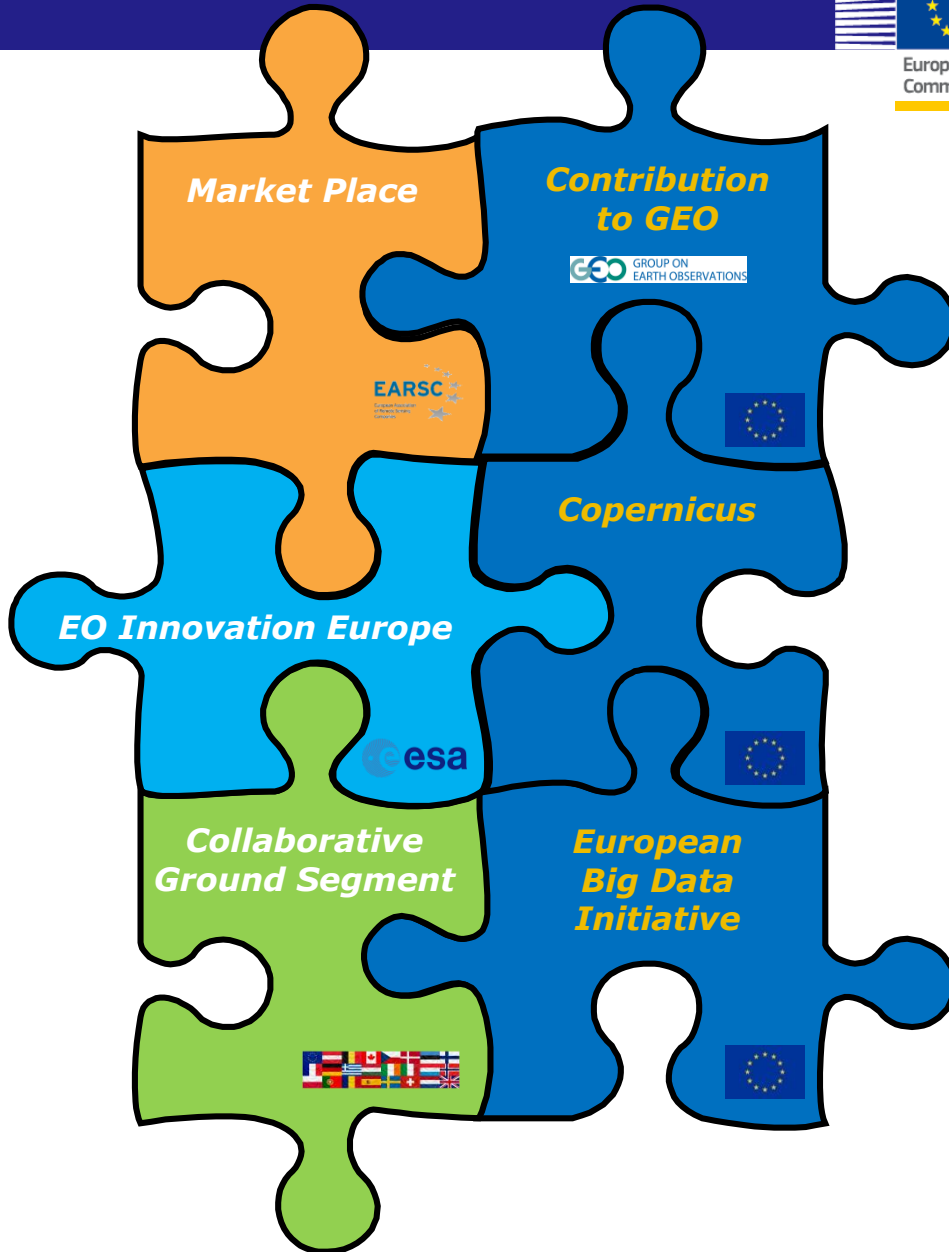 Europ
Comm
Market Place
Contribution
to GEO
GEO GROUP ON
EARTH OBSERVATIONS
EARSC
Copernicus
EO Innovation Europe
esa
Collaborative
Ground Segment
European
Big Data
Initiative